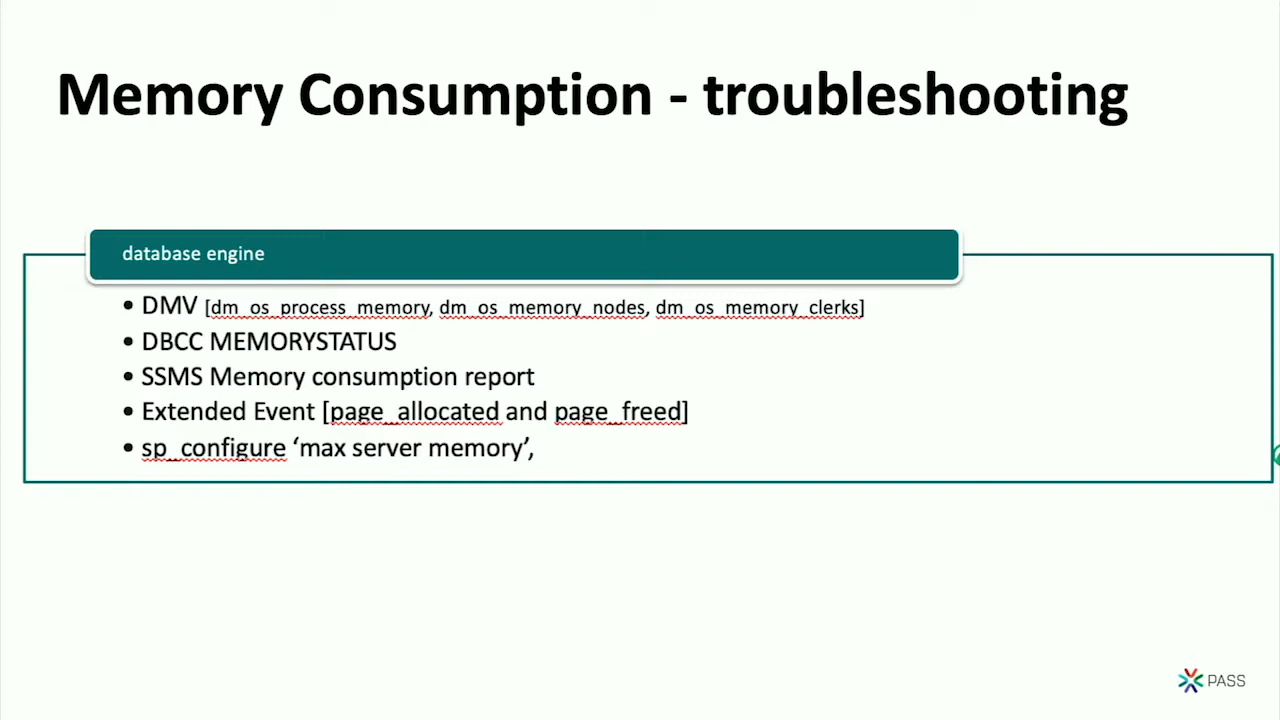 Memory Consumption - troubleshooting
database engine
• DMV [dm_os_process_memory, dm_os_memory_nodes, dm_os_memory_clerks]
• DBCC MEMORYSTATUS
• SSMS Memory consumption report
• Extended Event [page_allocated and page_freed]
• sp_configure ‘max server memory’,
PASS